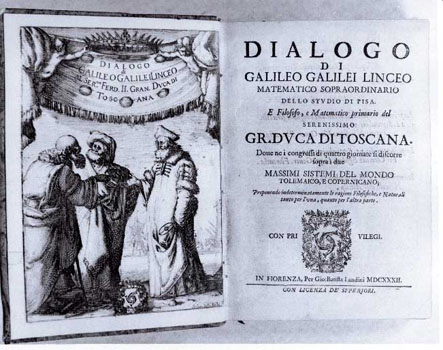 DIALOGO
DI
GALILEO GALILEI LINCEO
AL SER.mo FERD. II. GRAN. DVCA DI
TOSCANA
DIALOGO
DI
GALILEO GALILEI LINCEO
MATEMATICO SOPRAORDINARIO
DELLO STVDIO DI PISA.
E Filosofo, e Matematico primario del
SERENISSIMO
GR. DVCA DI TOSCANA.
Doue ne i congressi di quattro giornate si discorre
sopra i due
MASSIMI SISTEMI DEL MONDO
TOLEMAICO, E COPERNICANO;
Proponendo indeterminatamente le ragioni Filosofiche, e Naturali
tanto per l'vna, quanto per l'altra parte.
CON PRI VILEGI.
IN FIORENZA, Per Gio: Batista Landini MDCXXXII.
CON LICENZA DE' SVPERIORI.